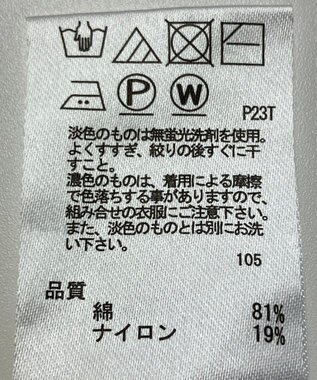 P
W
P23T
淡色のものは無蛍光洗剤を使用。
よくすすぎ、絞りの後すぐに干
すこと。
濃色のものは、着用による摩擦
で色落ちする事がありますので、
組み合せの衣服にご注意下さい。
また、淡色のものとは別にお洗
い下さい。
105
品質
綿 81%
ナイロン 19%